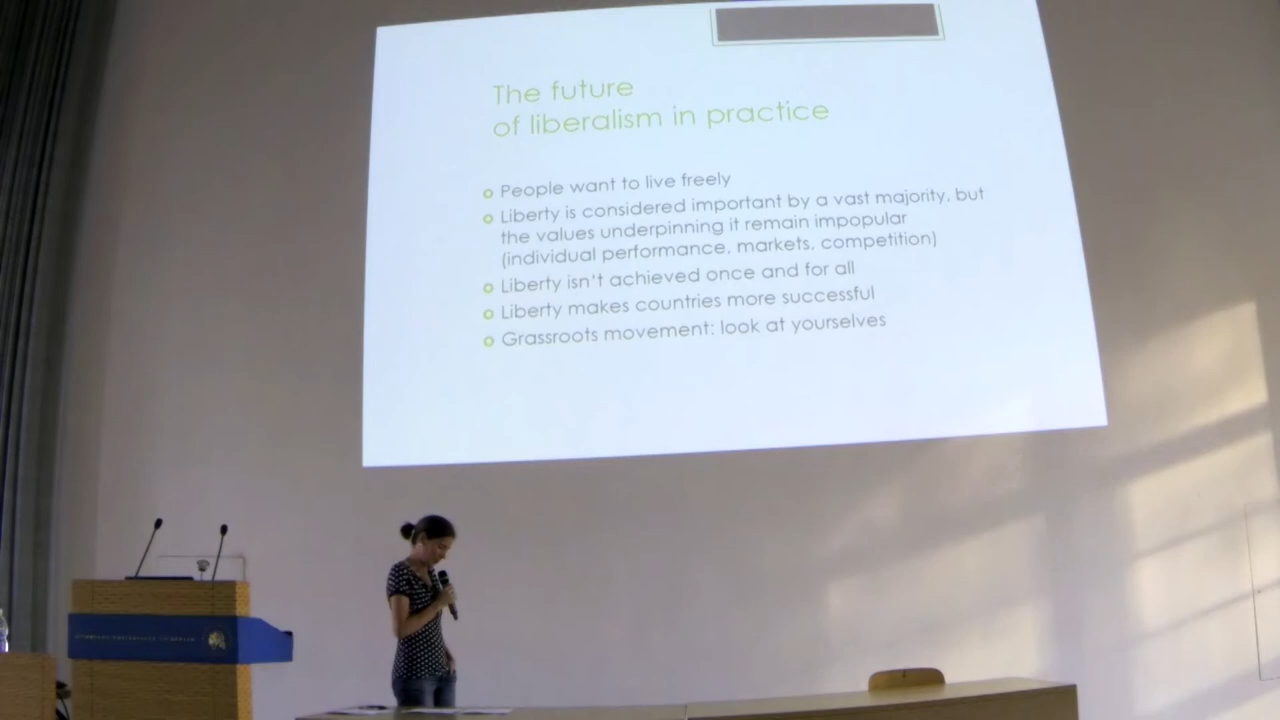 The future
of liberalism in practice
People want to live freely
Liberty is considered important by a vast majority, but
the values underpinning it remain impopular
(individual performance, markets, competition)
Liberty isn't achieved once and for all
Liberty makes countries more successful
Grassroots movement: look at yourselves